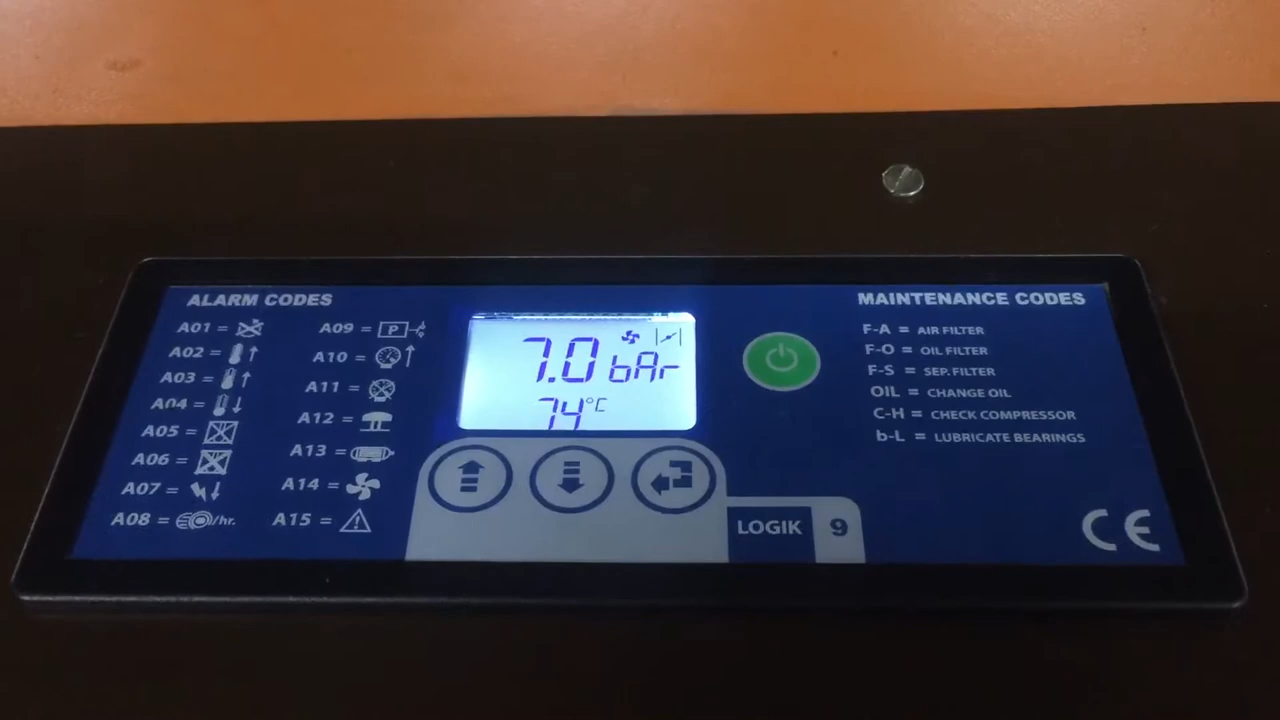 ALARM CODES
A01 =
A02 =
A03 =
A04 =
A05 =
A06 =
A07 =
A08 = /hr.
A09 = P
A10 =
A11 =
A12 =
A13 =
A14 =
A15 =
7.0 bAr
74°C
LOGIK 9
MAINTENANCE CODES
F-A = AIR FILTER
F-O = OIL FILTER
F-S = SEP. FILTER
OIL = CHANGE OIL
C-H = CHECK COMPRESSOR
b-L = LUBRICATE BEARINGS
CE